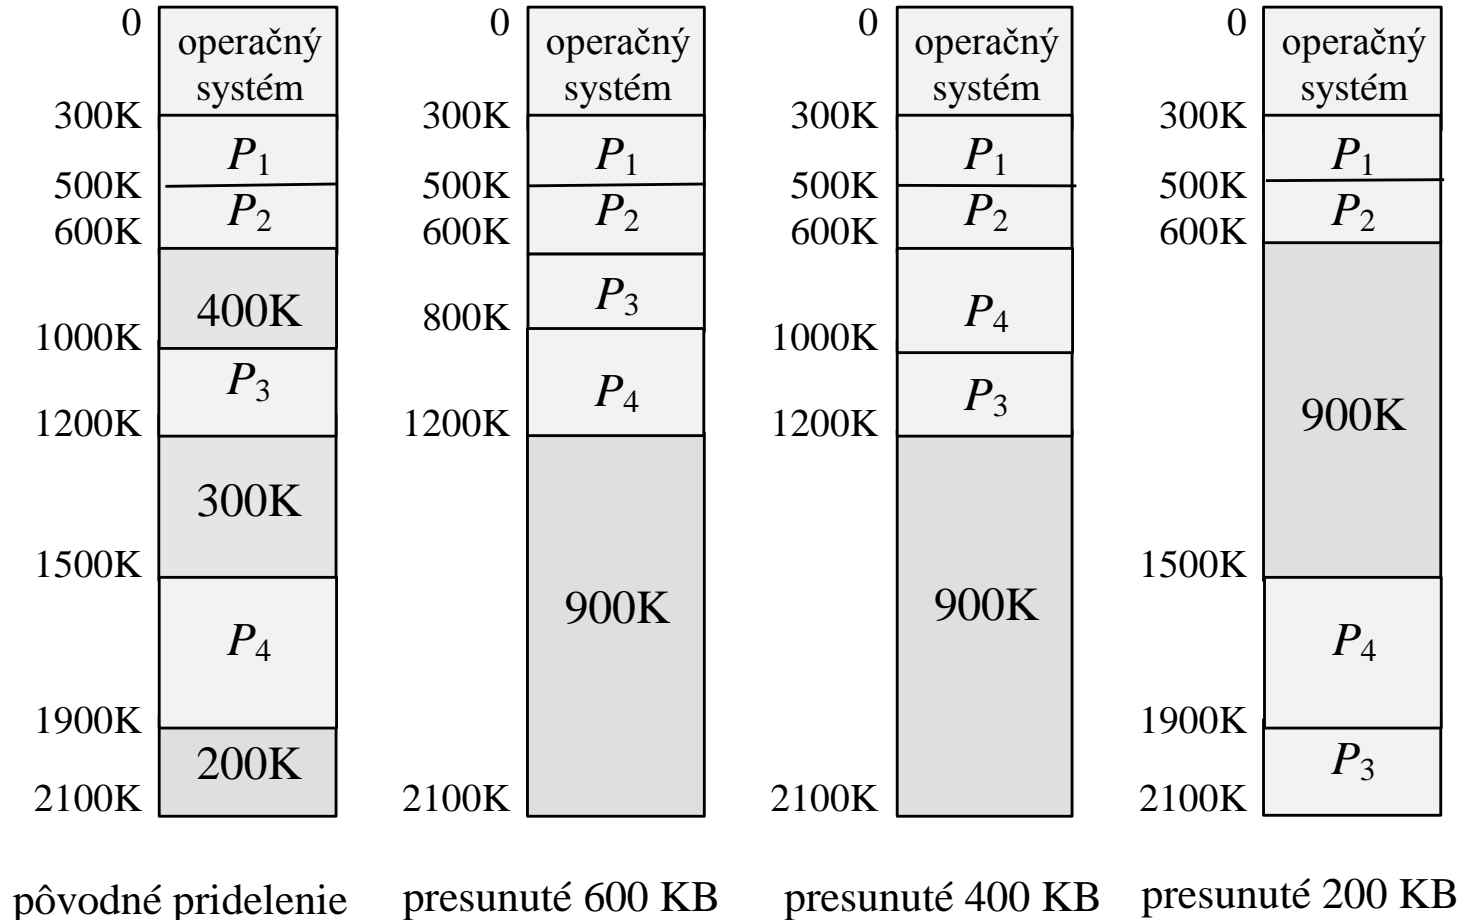 0
operačný
systém
300K
P1
500K
P2
600K
400K
1000K
P3
1200K
300K
1500K
P4
1900K
200K
2100K
pôvodné pridelenie
0
operačný
systém
300K
P1
500K
P2
600K
P3
800K
P4
1200K
900K
2100K
presunuté 600 KB
0
operačný
systém
300K
P1
500K
P2
600K
P4
1000K
P3
1200K
900K
2100K
presunuté 400 KB
0
operačný
systém
300K
P1
500K
P2
600K
900K
1500K
P4
1900K
P3
2100K
presunuté 200 KB